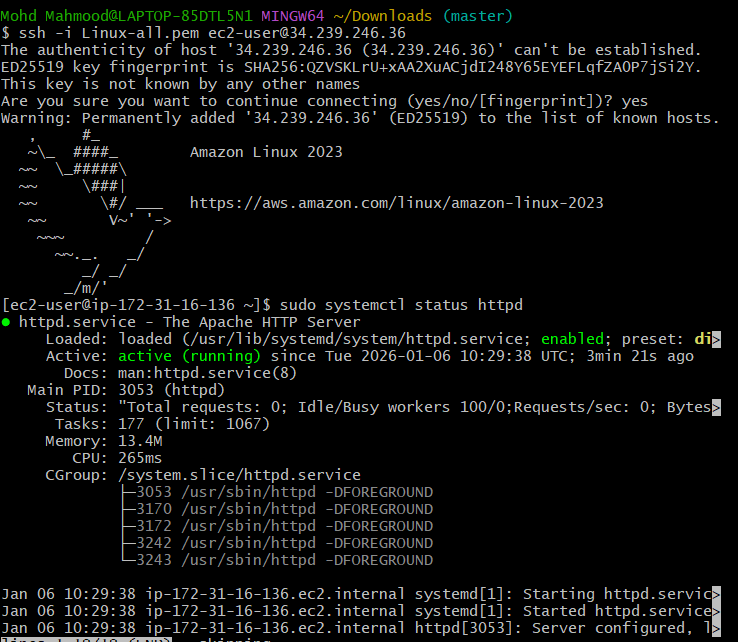 Mohd Mahmood@LAPTOP-85DTL5N1 MINGW64 ~/Downloads (master)
$ ssh -i Linux-all.pem ec2-user@34.239.246.36
The authenticity of host '34.239.246.36 (34.239.246.36)' can't be established.
ED25519 key fingerprint is SHA256:QZVSKLrU+xAA2XuACjdI248Y65EYEFLqfZAOP7jSi2Y.
This key is not known by any other names
Are you sure you want to continue connecting (yes/no/[fingerprint])? yes
Warning: Permanently added '34.239.246.36' (ED25519) to the list of known hosts.
   ,     #_
   ~\_  ####_        Amazon Linux 2023
  ~~  \_#####\
  ~~     \###|
  ~~       \#/ ___   https://aws.amazon.com/linux/amazon-linux-2023
   ~~       V~' '->
    ~~~         /
      ~~._.   _/
         _/ _/
       _/m/'
[ec2-user@ip-172-31-16-136 ~]$ sudo systemctl status httpd
● httpd.service - The Apache HTTP Server
     Loaded: loaded (/usr/lib/systemd/system/httpd.service; enabled; preset: di>
     Active: active (running) since Tue 2026-01-06 10:29:38 UTC; 3min 21s ago
       Docs: man:httpd.service(8)
   Main PID: 3053 (httpd)
     Status: "Total requests: 0; Idle/Busy workers 100/0;Requests/sec: 0; Bytes>
      Tasks: 177 (limit: 1067)
     Memory: 13.4M
        CPU: 265ms
     CGroup: /system.slice/httpd.service
             ├─3053 /usr/sbin/httpd -DFOREGROUND
             ├─3170 /usr/sbin/httpd -DFOREGROUND
             ├─3172 /usr/sbin/httpd -DFOREGROUND
             ├─3242 /usr/sbin/httpd -DFOREGROUND
             └─3243 /usr/sbin/httpd -DFOREGROUND
Jan 06 10:29:38 ip-172-31-16-136.ec2.internal systemd[1]: Starting httpd.servic>
Jan 06 10:29:38 ip-172-31-16-136.ec2.internal systemd[1]: Started httpd.service>
Jan 06 10:29:38 ip-172-31-16-136.ec2.internal httpd[3053]: Server configured, l>